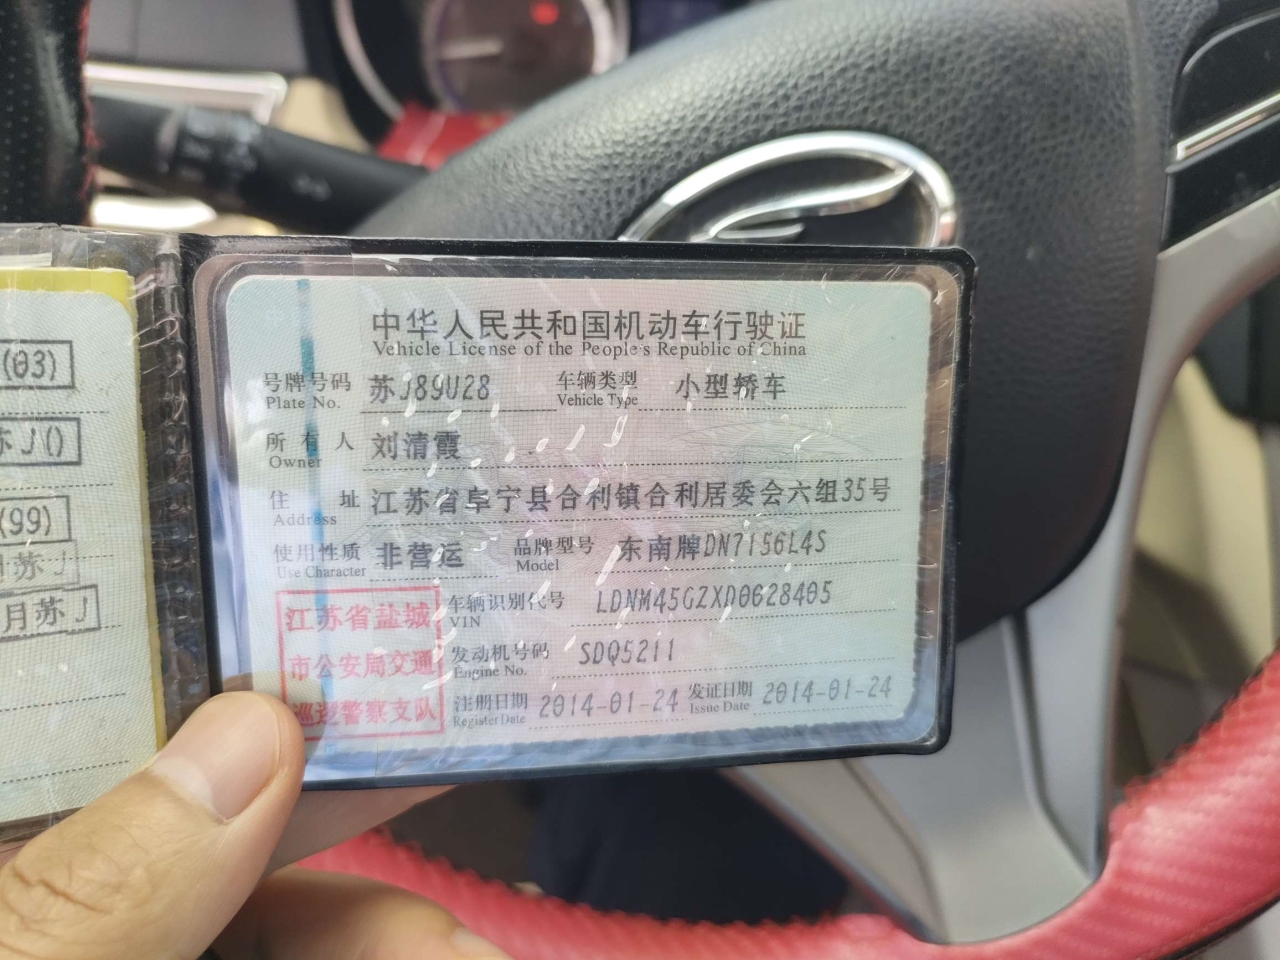 (03)
苏J()
(99)
月苏J
月苏J
中华人民共和国机动车行驶证
Vehicle License of the People's Republic of China
号牌号码 苏J89U28 车辆类型 小型轿车
Plate No. Vehicle Type
所有人 刘清霞
Owner
住址 江苏省阜宁县合利镇合利居委会六组35号
Address
使用性质 非营运 品牌型号 东南牌DN7156L4S
Use Character Model
江苏省盐城
市公安局交通
巡逻警察支队
车辆识别代号 LDNM45GZXD0628405
VIN
发动机号码 SDQ5211
Engine No.
注册日期 2014-01-24 发证日期 2014-01-24
Register Date Issue Date